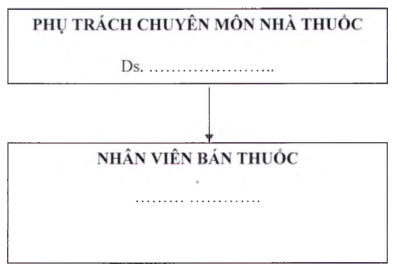 PHỤ TRÁCH CHUYÊN MÔN NHÀ THUỐC
Ds. ........................
NHÂN VIÊN BÁN THUỐC
......... .............